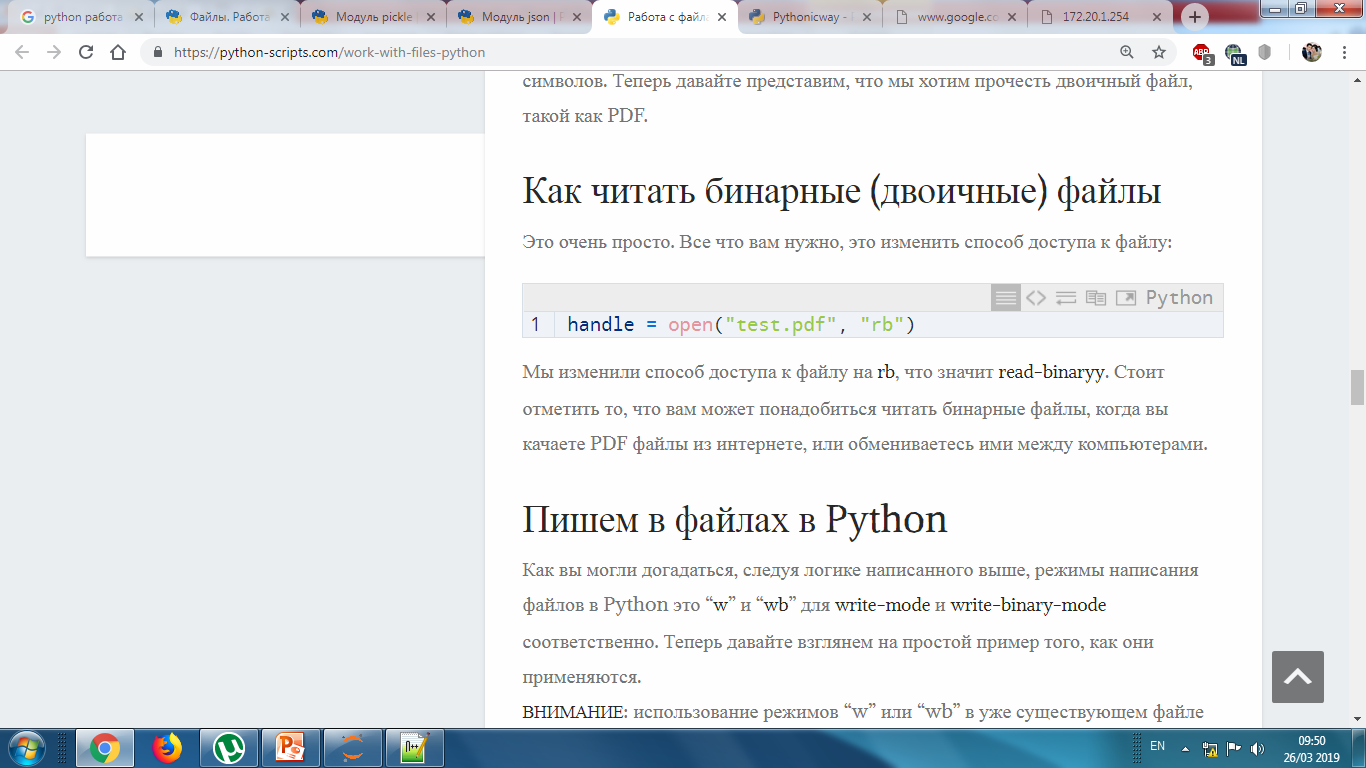 python работа
Файлы. Работа
Модуль pickle
Модуль json | P
Работа с файла
Pythonicway -
www.google.co
172.20.1.254
https://python-scripts.com/work-with-files-python
ABP
3
NL
символов. Теперь давайте представим, что мы хотим прочесть двоичный файл,
такой как PDF.
Как читать бинарные (двоичные) файлы
Это очень просто. Все что вам нужно, это изменить способ доступа к файлу:
Python
1 handle = open("test.pdf", "rb")
Мы изменили способ доступа к файлу на rb, что значит read-binaryy. Стоит
отметить то, что вам может понадобиться читать бинарные файлы, когда вы
качаете PDF файлы из интернете, или обмениваетесь ими между компьютерами.
Пишем в файлах в Python
Как вы могли догадаться, следуя логике написанного выше, режимы написания
файлов в Python это “w” и “wb” для write-mode и write-binary-mode
соответственно. Теперь давайте взглянем на простой пример того, как они
применяются.
ВНИМАНИЕ: использование режимов “w” или “wb” в уже существующем файле
EN
09:50
26/03 2019